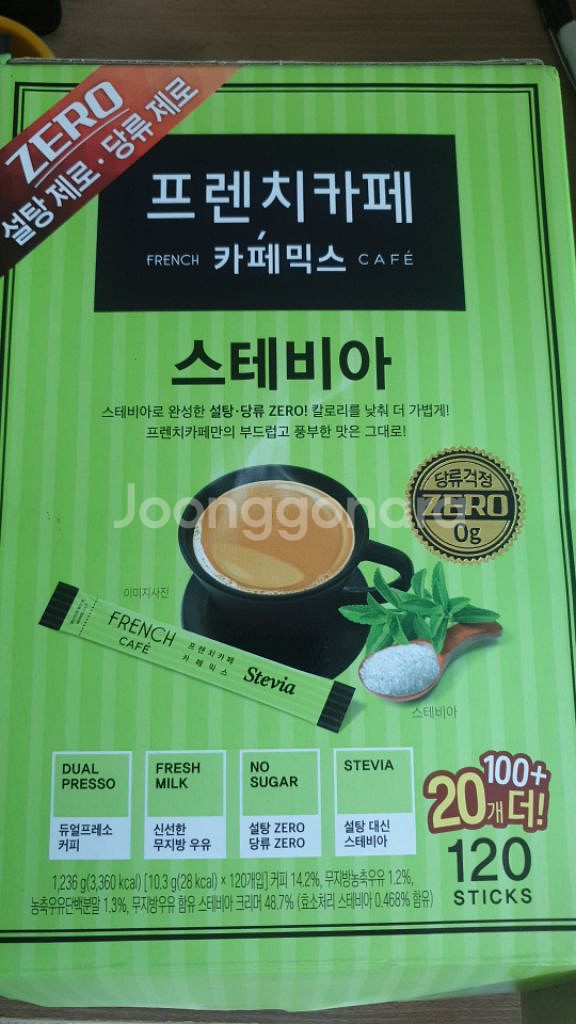 ZERO
설탕 제로·당류 제로
프렌치카페
FRENCH 카페믹스 CAFÉ
스테비아
스테비아로 완성한 설탕·당류 ZERO! 칼로리를 낮춰 더 가볍게!
프렌치카페만의 부드럽고 풍부한 맛은 그대로!
당류걱정
ZERO
0g
Joonggonara
이미지사진
FRENCH
CAFÉ
프렌치카페
카페믹스
Stevia
스테비아
DUAL
PRESSO
듀얼프레소
커피
FRESH
MILK
신선한
무지방 우유
NO
SUGAR
설탕 ZERO
당류 ZERO
STEVIA
설탕 대신
스테비아
100+
20개 더!
120
STICKS
1,236 g(3,360 kcal) [10.3 g(28 kcal) × 120개입] 커피 14.2%, 무지방농축우유 1.2%,
농축우유단백분말 1.3%, 무지방우유 함유 스테비아 크리머 48.7% (효소처리 스테비아 0.468% 함유)